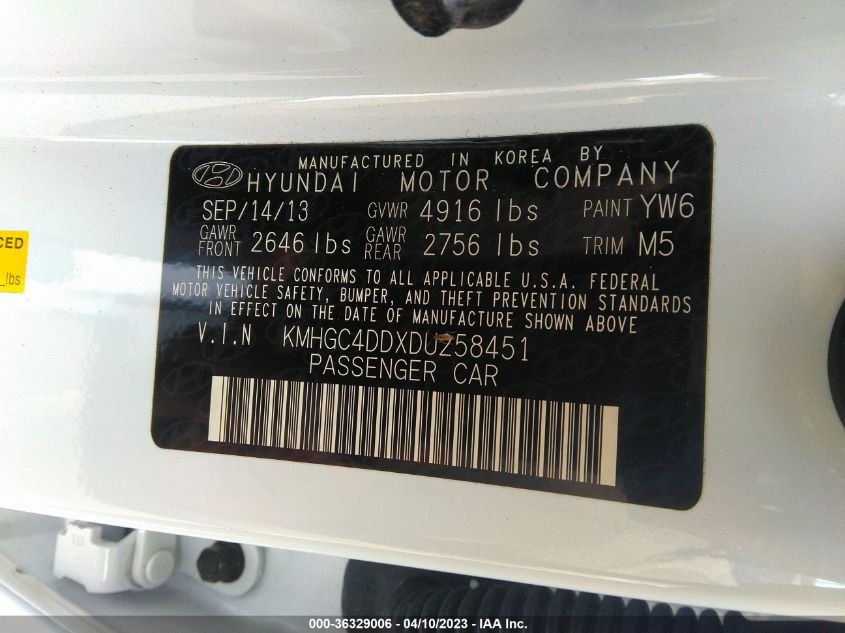 MANUFACTURED IN KOREA BY
HYUNDAI MOTOR COMPANY
SEP/14/13 GVWR 4916 lbs PAINT YW6
GAWR FRONT 2646 lbs GAWR REAR 2756 lbs TRIM M5
THIS VEHICLE CONFORMS TO ALL APPLICABLE U.S.A. FEDERAL
MOTOR VEHICLE SAFETY, BUMPER, AND THEFT PREVENTION STANDARDS
IN EFFECT ON THE DATE OF MANUFACTURE SHOWN ABOVE
V.I.N KMHGC4DDXDU258451
PASSENGER CAR
CED
lbs
TB
000-36329006 - 04/10/2023 - IAA Inc.